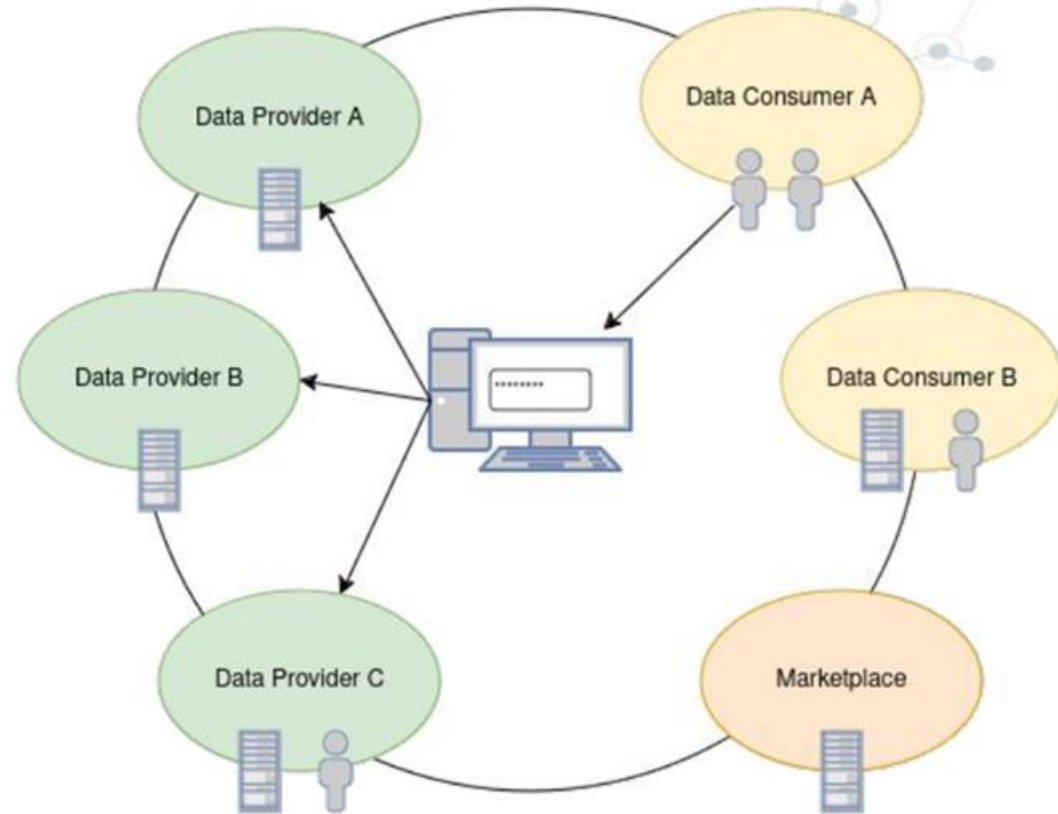 Data Provider A
Data Consumer A
Data Provider B
Data Consumer B
Data Provider C
Marketplace